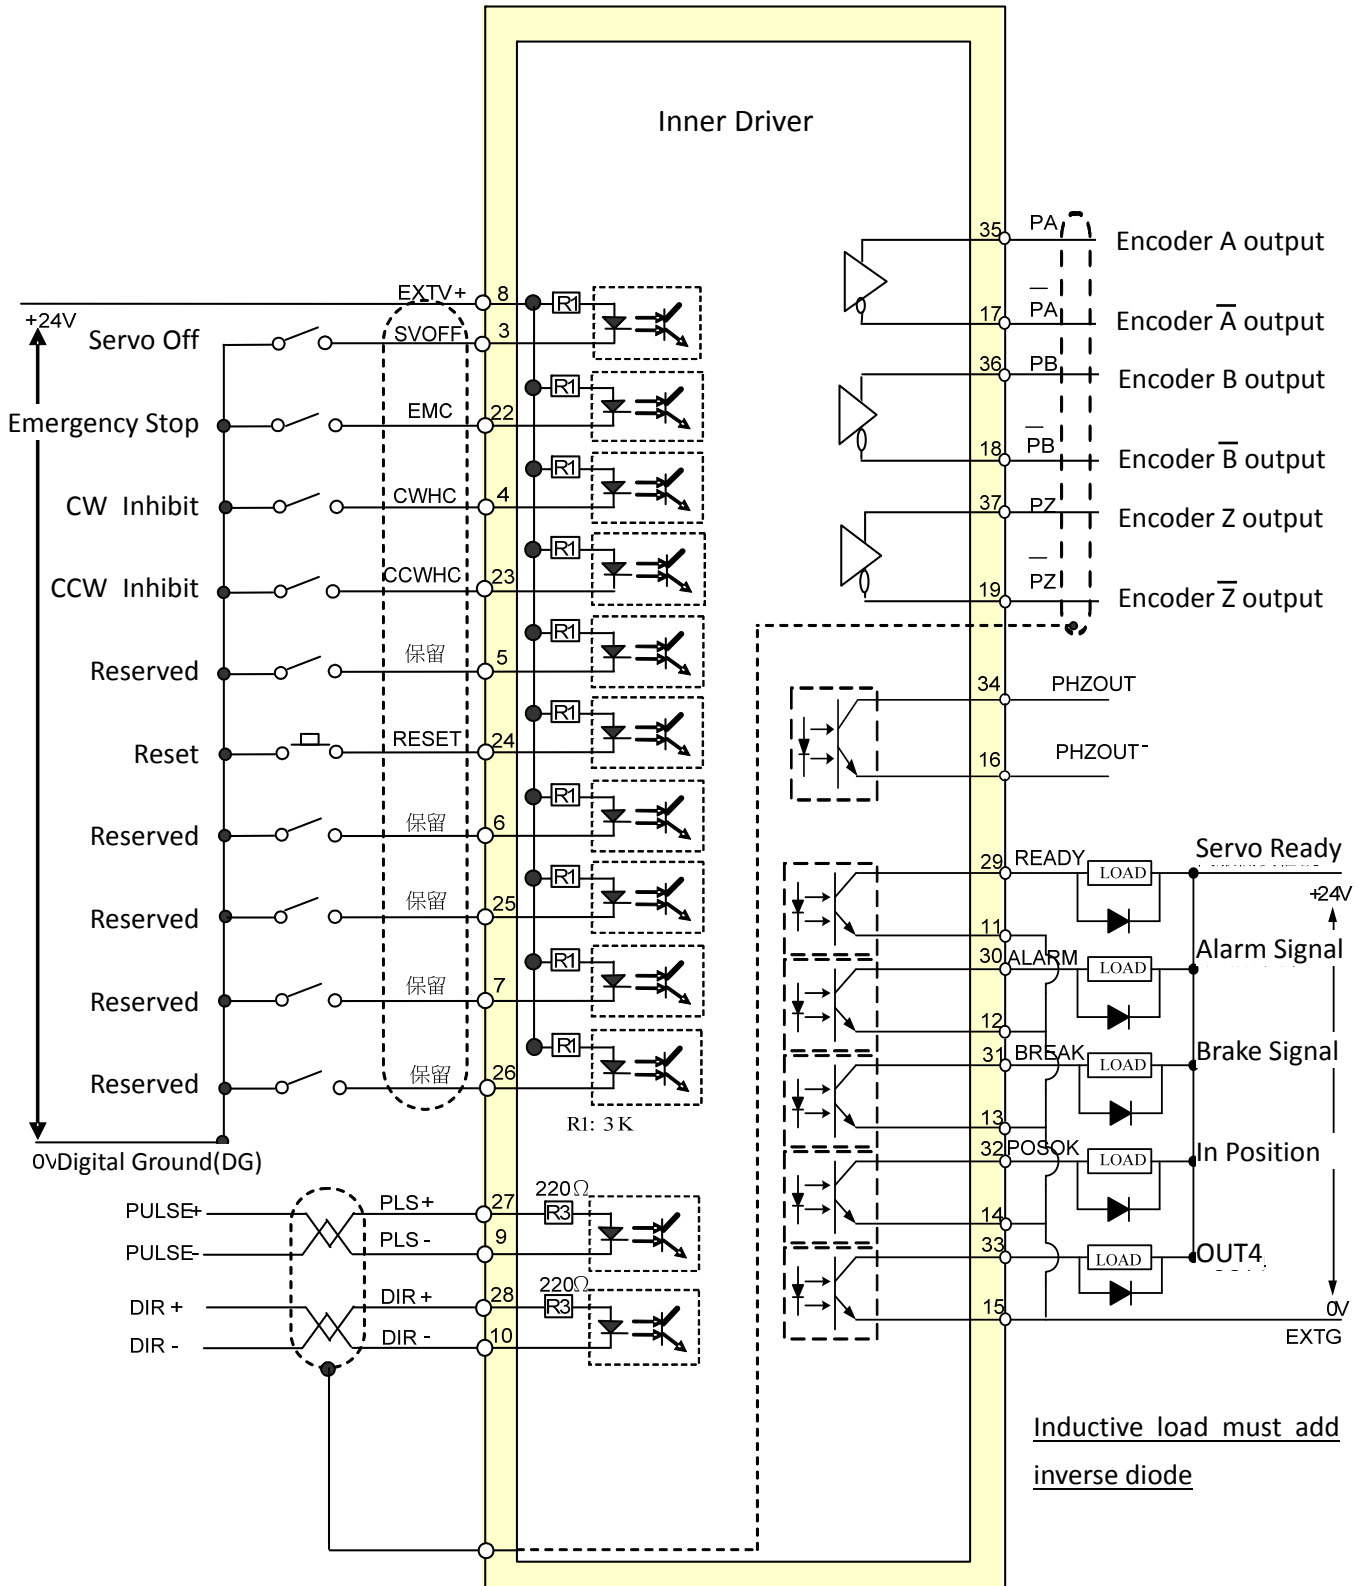 Inner Driver
EXTV+ 8 R1
+24V
Servo Off SVOFF 3
R1
Emergency Stop EMC 22
R1
CW Inhibit CWHC 4
R1
CCW Inhibit CCWHC 23
R1
Reserved 保留 5
R1
Reset RESET 24
R1
Reserved 保留 6
R1
Reserved 保留 25
R1
Reserved 保留 7
R1
Reserved 保留 26
R1: 3K
0V Digital Ground(DG)
PULSE+ PLS+ 27 220Ω R3
PULSE- PLS- 9
DIR+ DIR+ 28 220Ω R3
DIR- DIR- 10
35 PA Encoder A output
17 P̅A̅ Encoder A̅ output
36 PB Encoder B output
18 P̅B̅ Encoder B̅ output
37 PZ Encoder Z output
19 P̅Z̅ Encoder Z̅ output
34 PHZOUT
16 PHZOUT-
29 READY LOAD Servo Ready
+24V
11
30 ALARM LOAD Alarm Signal
12
31 BREAK LOAD Brake Signal
13
32 POSOK LOAD In Position
14
33 LOAD OUT4
15 0V
EXTG
Inductive load must add
inverse diode